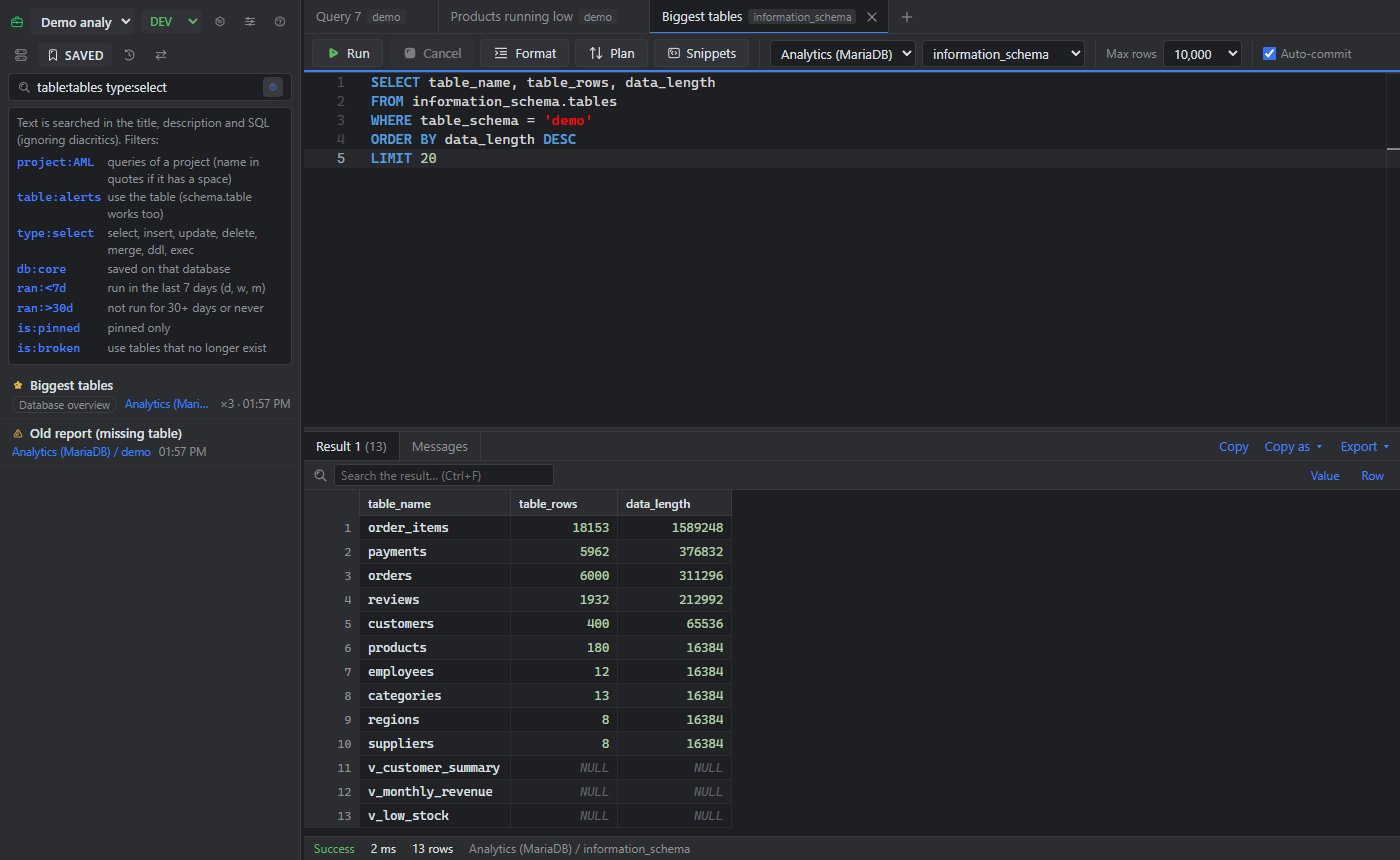 Demo analy DEV
SAVED
table:tables type:select
Text is searched in the title, description and SQL
(ignoring diacritics). Filters:
project:AML queries of a project (name in
quotes if it has a space)
table:alerts use the table (schema.table
works too)
type:select select, insert, update, delete,
merge, ddl, exec
db:core saved on that database
ran:<7d run in the last 7 days (d, w, m)
ran:>30d not run for 30+ days or never
is:pinned pinned only
is:broken use tables that no longer exist
Biggest tables
Database overview Analytics (Mari... ×3 · 01:57 PM
Old report (missing table)
Analytics (MariaDB) / demo 01:57 PM
Query 7 demo Products running low demo Biggest tables information_schema
Run Cancel Format Plan Snippets Analytics (MariaDB) information_schema Max rows 10,000 Auto-commit
1 SELECT table_name, table_rows, data_length
2 FROM information_schema.tables
3 WHERE table_schema = 'demo'
4 ORDER BY data_length DESC
5 LIMIT 20
Result 1 (13) Messages Copy Copy as Export
Search the result... (Ctrl+F) Value Row
table_name table_rows data_length
1 order_items 18153 1589248
2 payments 5962 376832
3 orders 6000 311296
4 reviews 1932 212992
5 customers 400 65536
6 products 180 16384
7 employees 12 16384
8 categories 13 16384
9 regions 8 16384
10 suppliers 8 16384
11 v_customer_summary NULL NULL
12 v_monthly_revenue NULL NULL
13 v_low_stock NULL NULL
Success 2 ms 13 rows Analytics (MariaDB) / information_schema